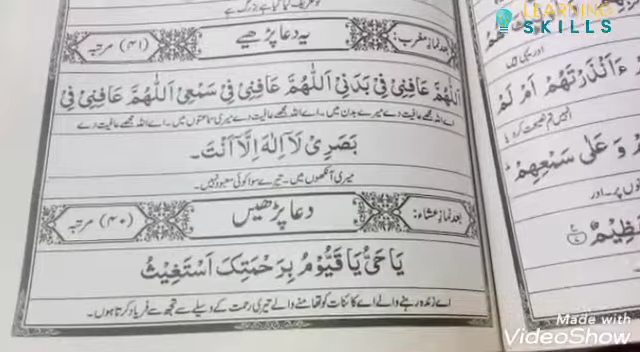 LEARNING
SKILLS
بعد نماز مغرب: یہ دعا پڑھیے (۴۱) مرتبہ
اَللّٰهُمَّ عَافِنِیْ فِیْ بَدَنِیْ اَللّٰهُمَّ عَافِنِیْ فِیْ سَمْعِیْ اَللّٰهُمَّ عَافِنِیْ فِیْ
اے اللہ مجھے عافیت دے میرے بدن میں۔ اے اللہ مجھے عافیت دے میری سماعتوں میں۔ اے اللہ مجھے عافیت دے
بَصَرِیْ لَآ اِلٰهَ اِلَّآ اَنْتَ۔
میری آنکھوں میں۔ تیرے سوا کوئی معبود نہیں۔
بعد نماز عشاء: دعا پڑھیں (۴۰) مرتبہ
یَا حَیُّ یَا قَیُّوْمُ بِرَحْمَتِکَ اَسْتَغِیْثُ
اے زندہ رہنے والے اے کائنات کو تھامنے والے تیری رحمت کے وسیلے سے تجھ سے فریاد کرتا ہوں۔
ءَاَنْذَرْتَهُمْ اَمْ لَمْ
وَ عَلٰی سَمْعِهِمْ
Made with
VideoShow